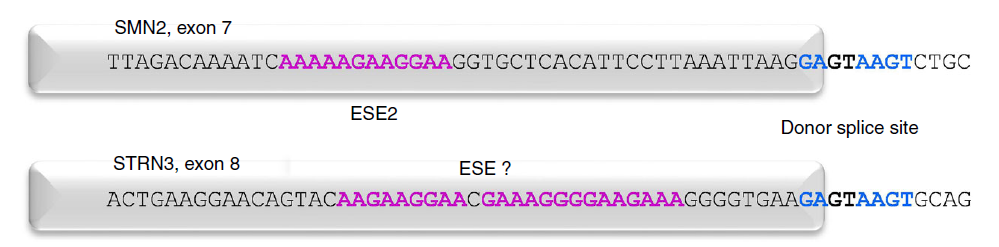 SMN2, exon 7
TTAGACAAAATCAAAAAGAAGGAAGGTGCTCACATTCCTTAAATTAAGGAGTAAGTCTGC
ESE2
Donor splice site
STRN3, exon 8
ESE ?
ACTGAAGGAACAGTACAAGAAGGAACGAAAGGGGAAGAAAGGGGTGAAGAGTAAGTGCAG